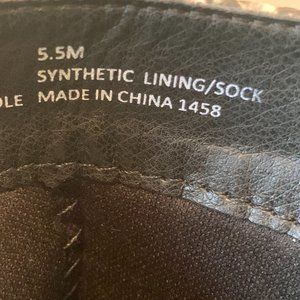 5.5M
SYNTHETIC LINING/SOCK
OLE MADE IN CHINA 1458